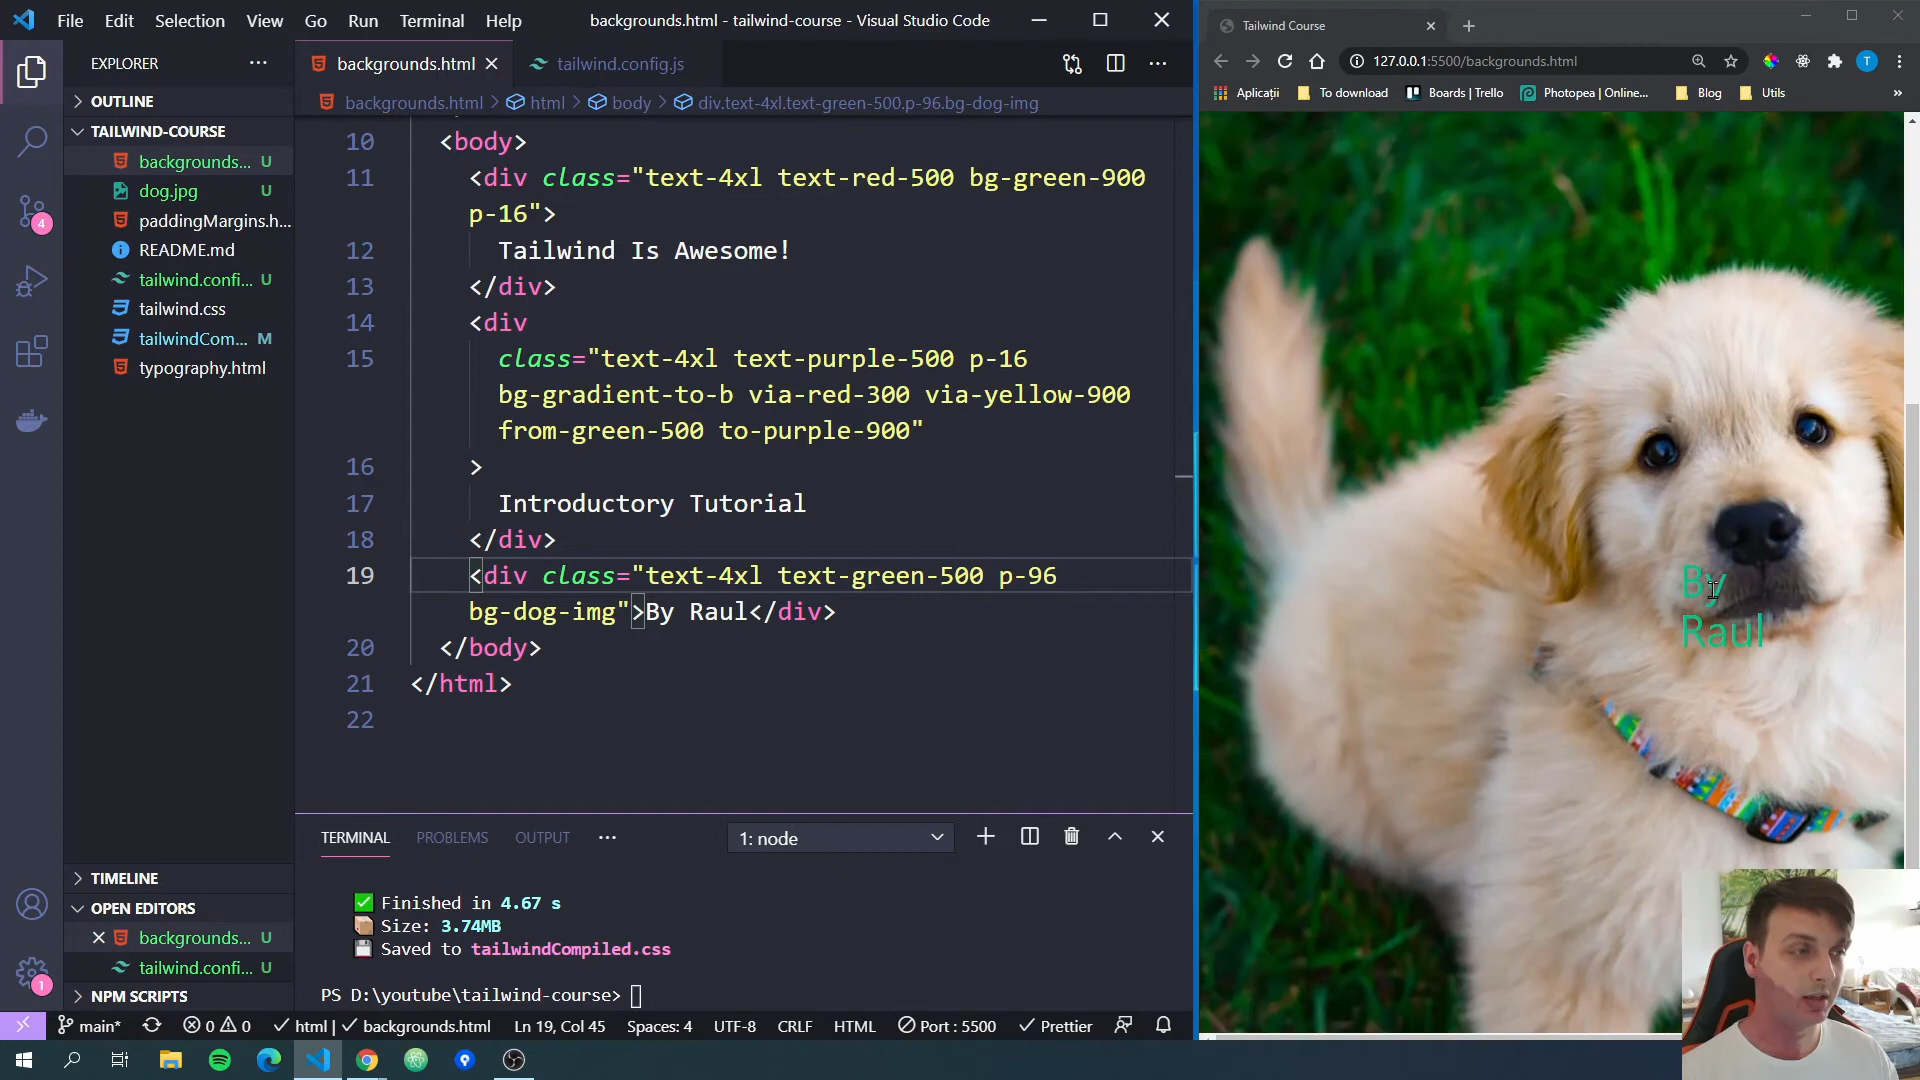 File Edit Selection View Go Run Terminal Help
backgrounds.html - tailwind-course - Visual Studio Code
EXPLORER
OUTLINE
TAILWIND-COURSE
backgrounds... U
dog.jpg U
paddingMargins.h...
README.md
tailwind.confi... U
tailwind.css
tailwindCom... M
typography.html
TIMELINE
OPEN EDITORS
backgrounds... U
tailwind.confi... U
NPM SCRIPTS
4
1
backgrounds.html
tailwind.config.js
backgrounds.html > html > body > div.text-4xl.text-green-500.p-96.bg-dog-img
10 <body>
11 <div class="text-4xl text-red-500 bg-green-900
p-16">
12 Tailwind Is Awesome!
13 </div>
14 <div
15 class="text-4xl text-purple-500 p-16
bg-gradient-to-b via-red-300 via-yellow-900
from-green-500 to-purple-900"
16 >
17 Introductory Tutorial
18 </div>
19 <div class="text-4xl text-green-500 p-96
bg-dog-img">By Raul</div>
20 </body>
21 </html>
22
TERMINAL PROBLEMS OUTPUT
1: node
Finished in 4.67 s
Size: 3.74MB
Saved to tailwindCompiled.css
PS D:\youtube\tailwind-course>
main* 0 0 html | backgrounds.html Ln 19, Col 45 Spaces: 4 UTF-8 CRLF HTML Port : 5500 Prettier
Tailwind Course
127.0.0.1:5500/backgrounds.html
T
Aplicații To download Boards | Trello Photopea | Online... Blog Utils »
By
Raul